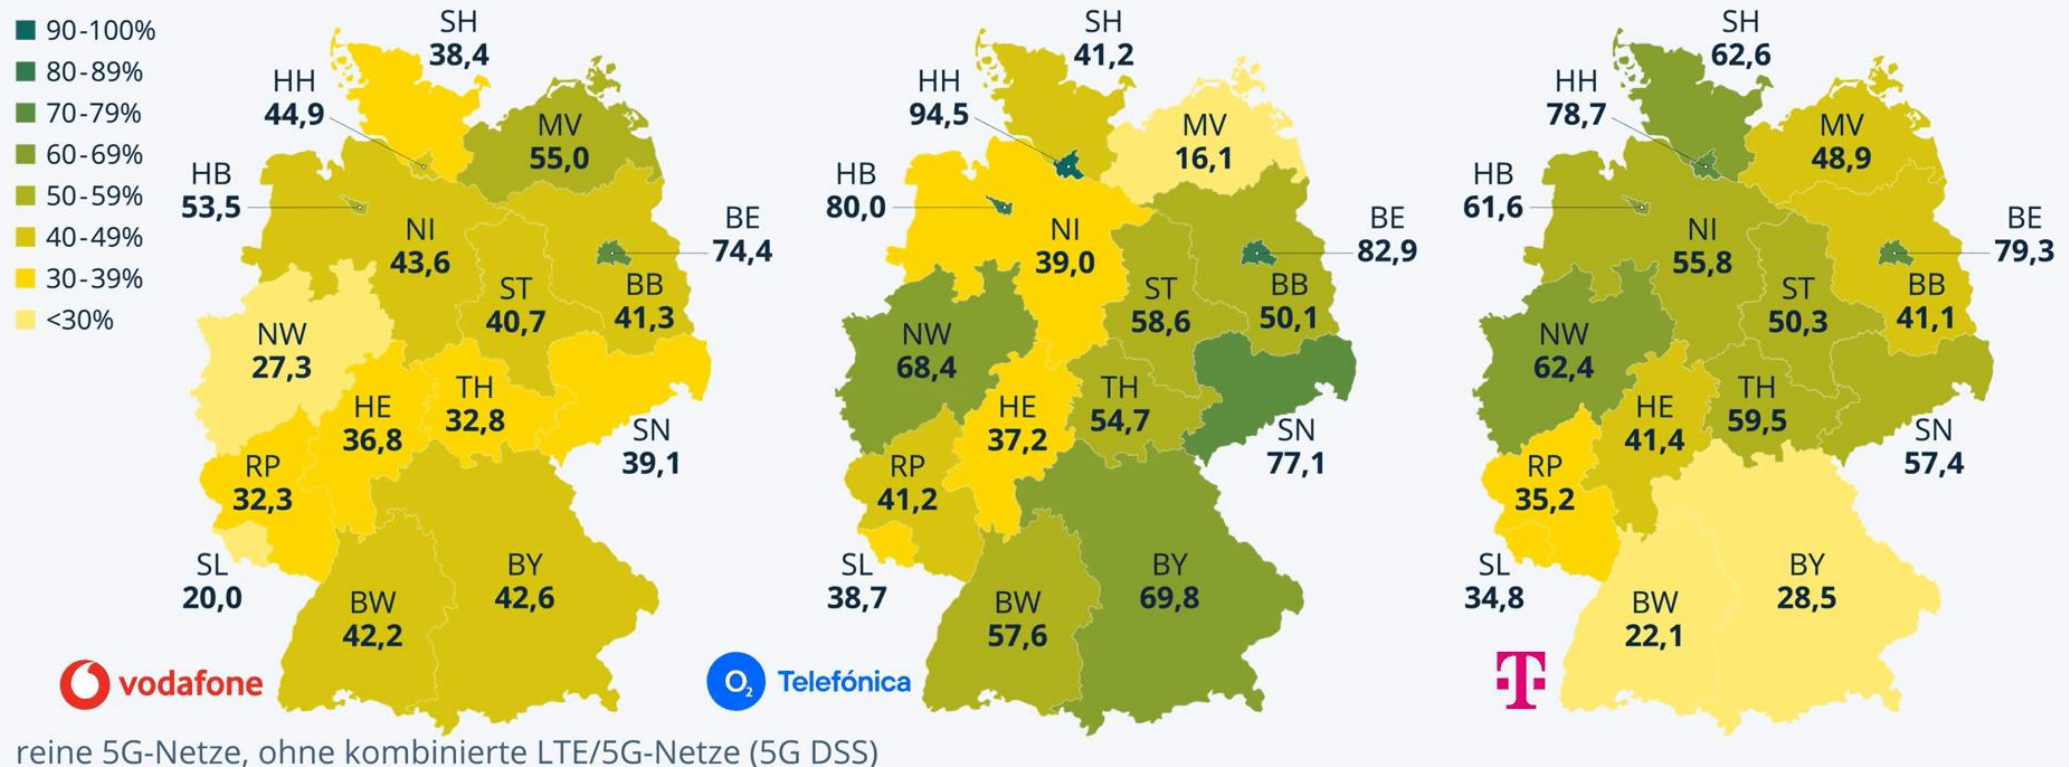 90-100%
80-89%
70-79%
60-69%
50-59%
40-49%
30-39%
<30%
SH
38,4
HH
44,9
MV
55,0
HB
53,5
NI
43,6
BE
74,4
ST
40,7
BB
41,3
NW
27,3
HE
36,8
TH
32,8
SN
39,1
RP
32,3
SL
20,0
BW
42,2
BY
42,6
vodafone
SH
41,2
HH
94,5
MV
16,1
HB
80,0
NI
39,0
BE
82,9
ST
58,6
BB
50,1
NW
68,4
HE
37,2
TH
54,7
SN
77,1
RP
41,2
SL
38,7
BW
57,6
BY
69,8
O2 Telefónica
SH
62,6
HH
78,7
MV
48,9
HB
61,6
NI
55,8
BE
79,3
ST
50,3
BB
41,1
NW
62,4
HE
41,4
TH
59,5
SN
57,4
RP
35,2
SL
34,8
BW
22,1
BY
28,5
T
reine 5G-Netze, ohne kombinierte LTE/5G-Netze (5G DSS)